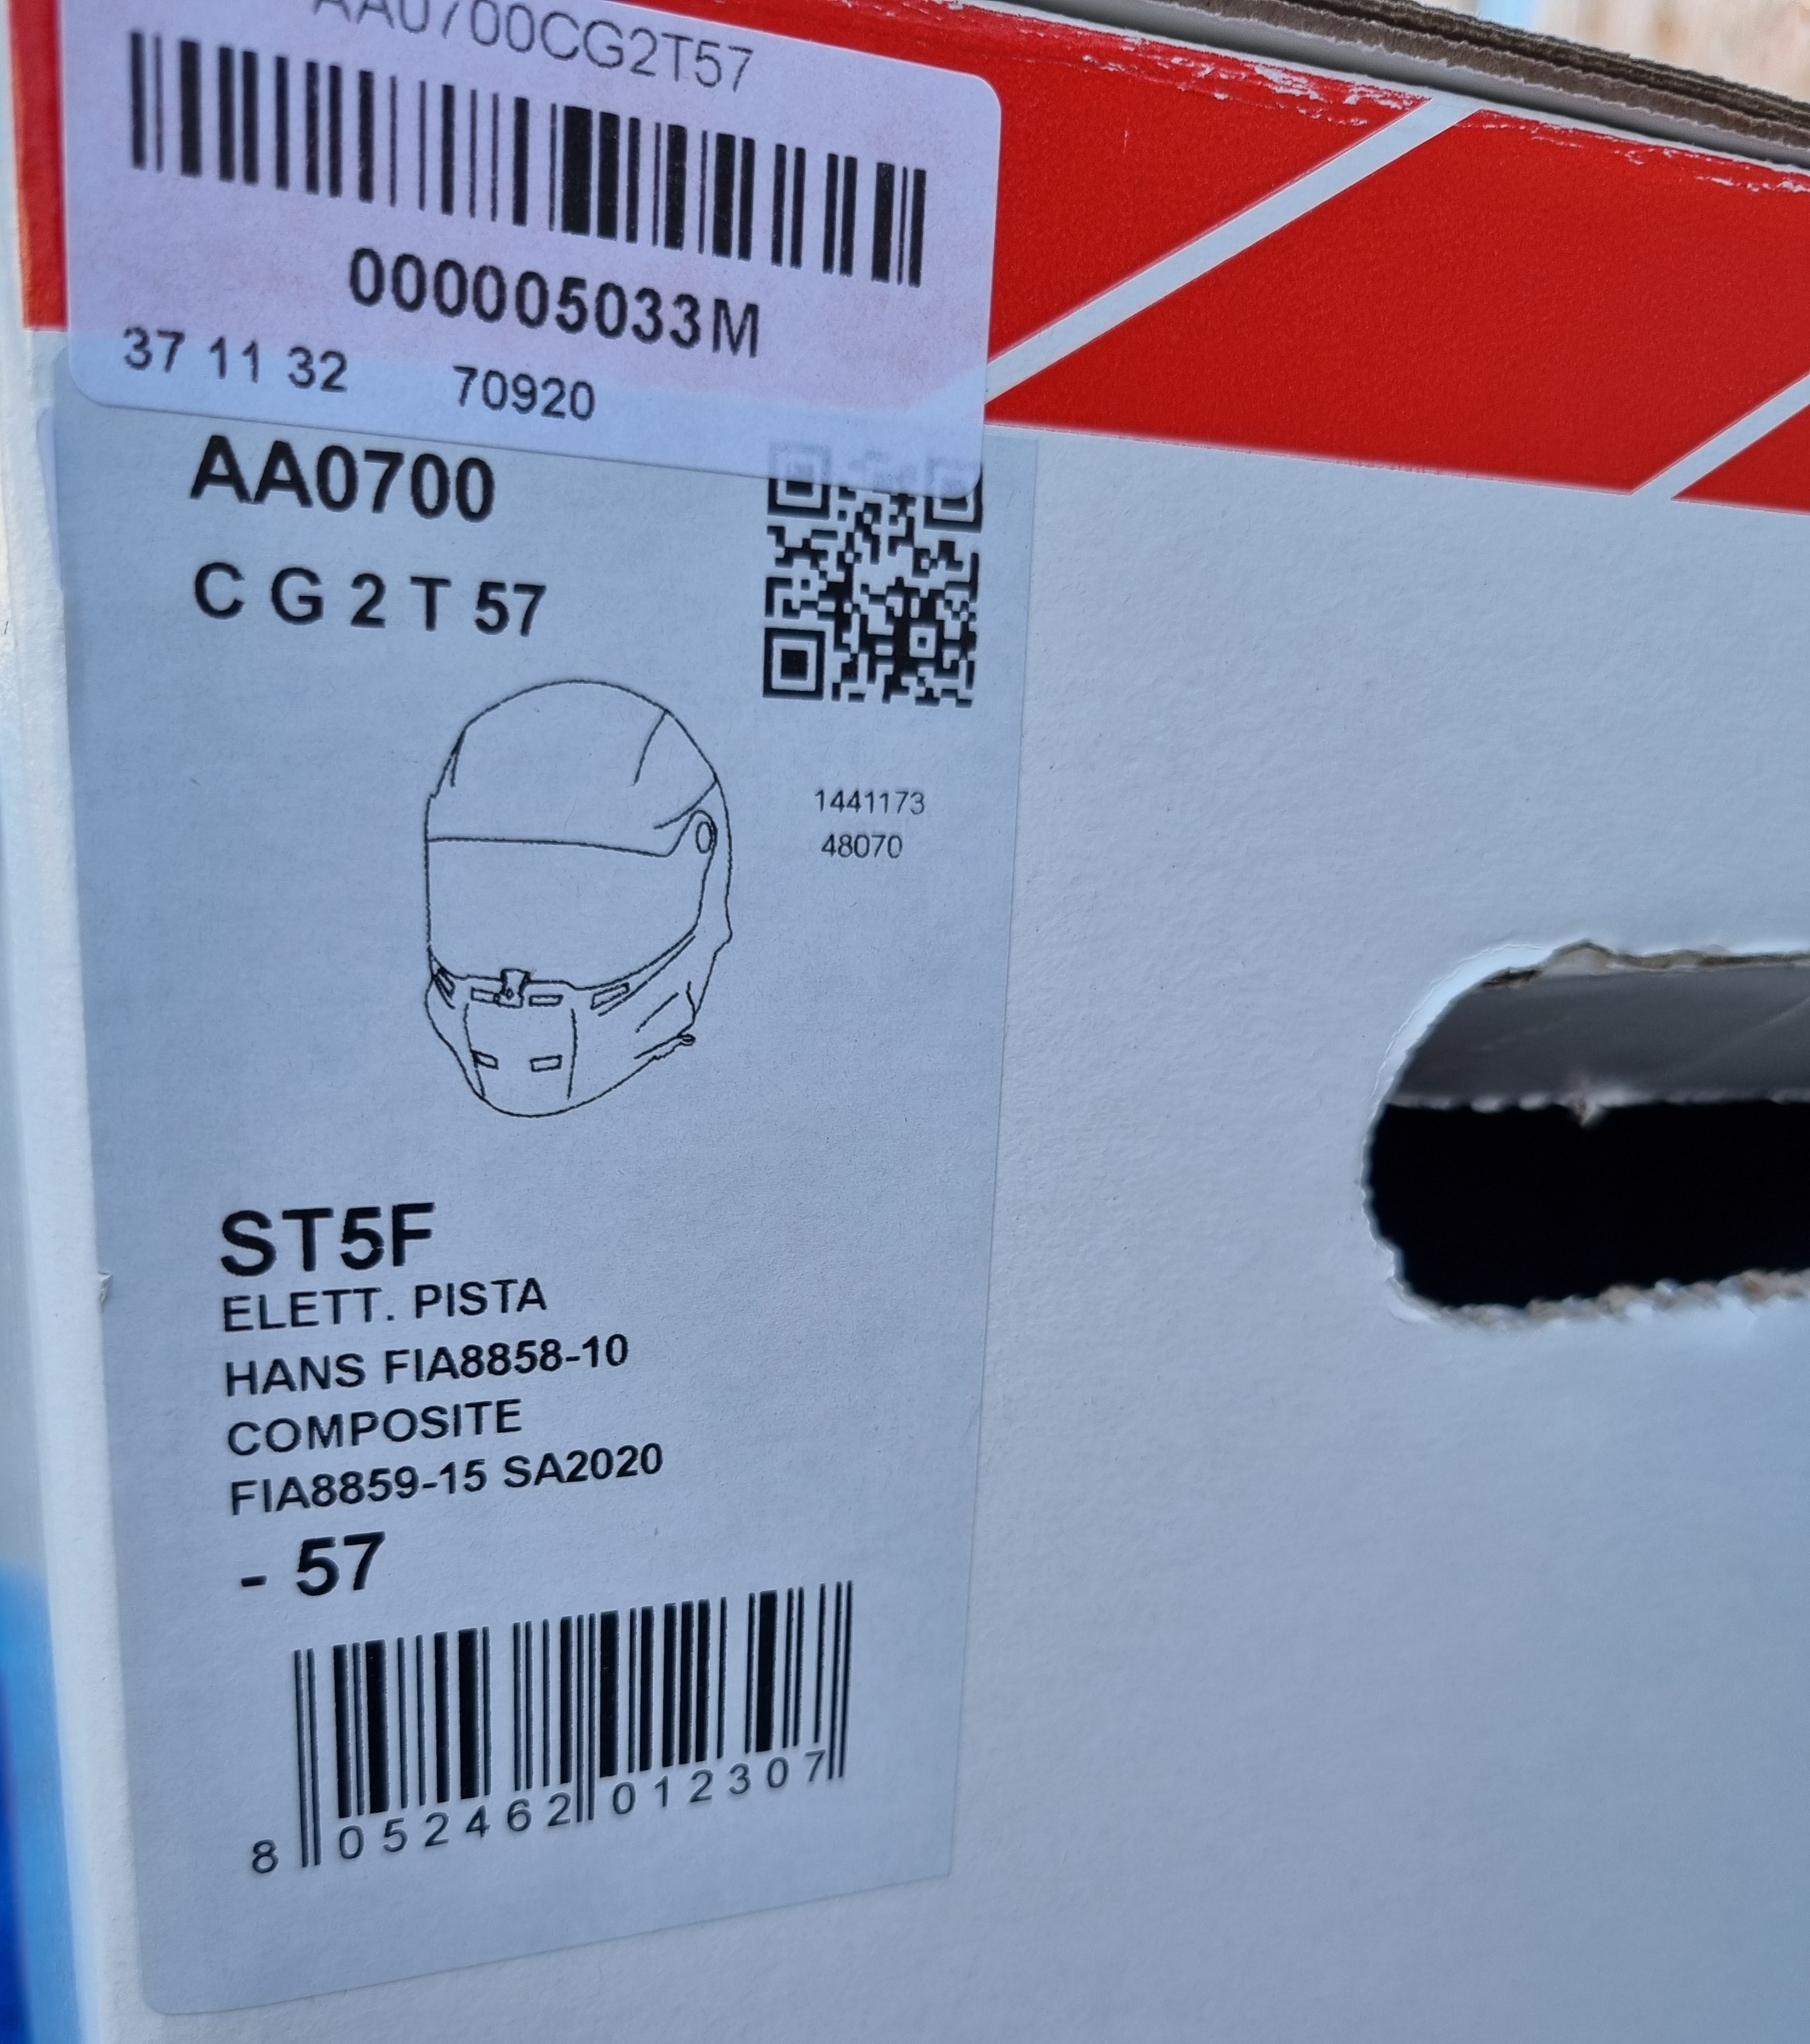 AA0700CG2T57
000005033M
37 11 32 70920
AA0700
C G 2 T 57
1441173
48070
ST5F
ELETT. PISTA
HANS FIA8858-10
COMPOSITE
FIA8859-15 SA2020
- 57
8 052462 012307